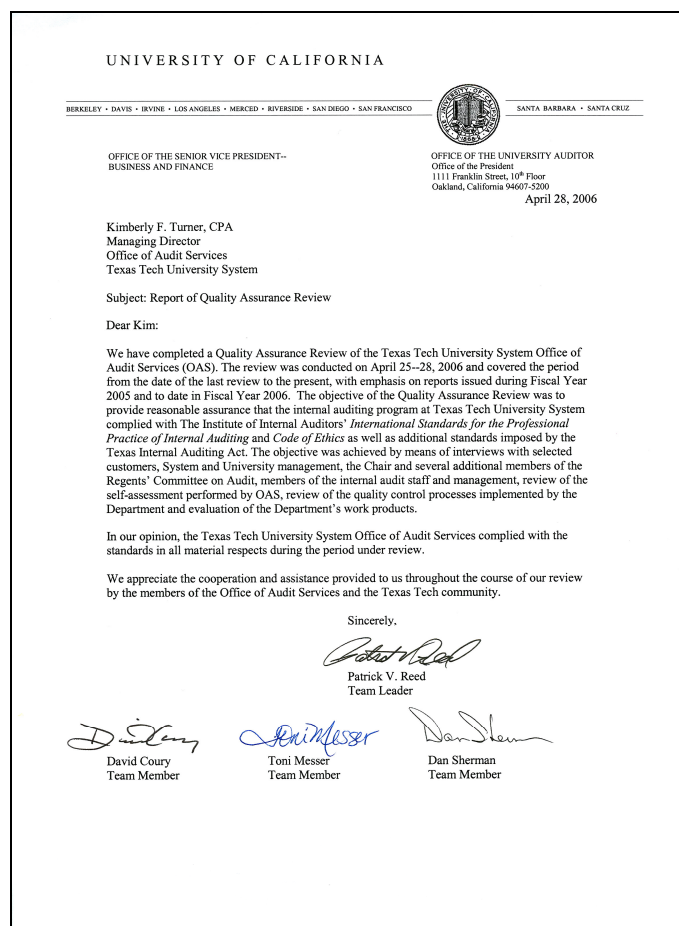 UNIVERSITY OF CALIFORNIA
BERKELEY • DAVIS • IRVINE • LOS ANGELES • MERCED • RIVERSIDE • SAN DIEGO • SAN FRANCISCO
SANTA BARBARA • SANTA CRUZ
OFFICE OF THE SENIOR VICE PRESIDENT--
BUSINESS AND FINANCE
OFFICE OF THE UNIVERSITY AUDITOR
Office of the President
1111 Franklin Street, 10th Floor
Oakland, California 94607-5200
April 28, 2006
Kimberly F. Turner, CPA
Managing Director
Office of Audit Services
Texas Tech University System
Subject: Report of Quality Assurance Review
Dear Kim:
We have completed a Quality Assurance Review of the Texas Tech University System Office of
Audit Services (OAS). The review was conducted on April 25--28, 2006 and covered the period
from the date of the last review to the present, with emphasis on reports issued during Fiscal Year
2005 and to date in Fiscal Year 2006. The objective of the Quality Assurance Review was to
provide reasonable assurance that the internal auditing program at Texas Tech University System
complied with The Institute of Internal Auditors' International Standards for the Professional
Practice of Internal Auditing and Code of Ethics as well as additional standards imposed by the
Texas Internal Auditing Act. The objective was achieved by means of interviews with selected
customers, System and University management, the Chair and several additional members of the
Regents' Committee on Audit, members of the internal audit staff and management, review of the
self-assessment performed by OAS, review of the quality control processes implemented by the
Department and evaluation of the Department's work products.
In our opinion, the Texas Tech University System Office of Audit Services complied with the
standards in all material respects during the period under review.
We appreciate the cooperation and assistance provided to us throughout the course of our review
by the members of the Office of Audit Services and the Texas Tech community.
Sincerely,
Patrick V. Reed
Team Leader
Toni Messer
Dan Sherman
David Coury
Toni Messer
Dan Sherman
Team Member
Team Member
Team Member